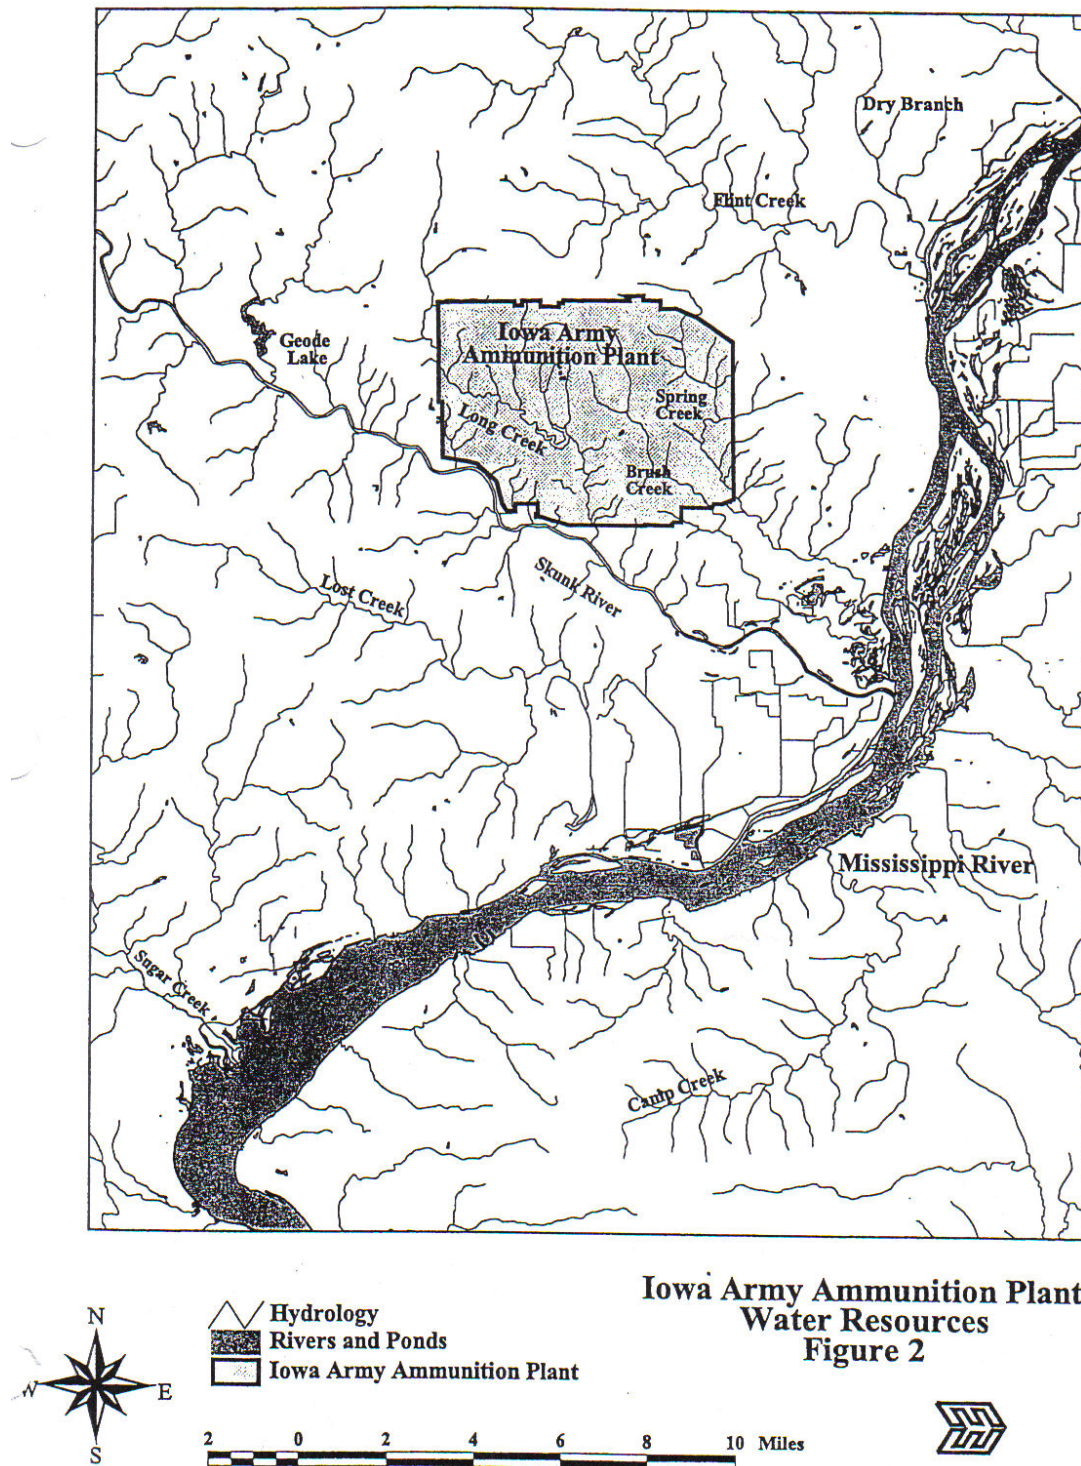 Dry Branch
Flint Creek
Iowa Army
Ammunition Plant
Geode
Lake
Spring
Creek
Long Creek
Brush
Creek
Skunk River
Lost Creek
Mississippi River
Sugar Creek
Camp Creek
Iowa Army Ammunition Plant
Water Resources
Figure 2
N
W
E
S
Hydrology
Rivers and Ponds
Iowa Army Ammunition Plant
2 0 2 4 6 8 10 Miles